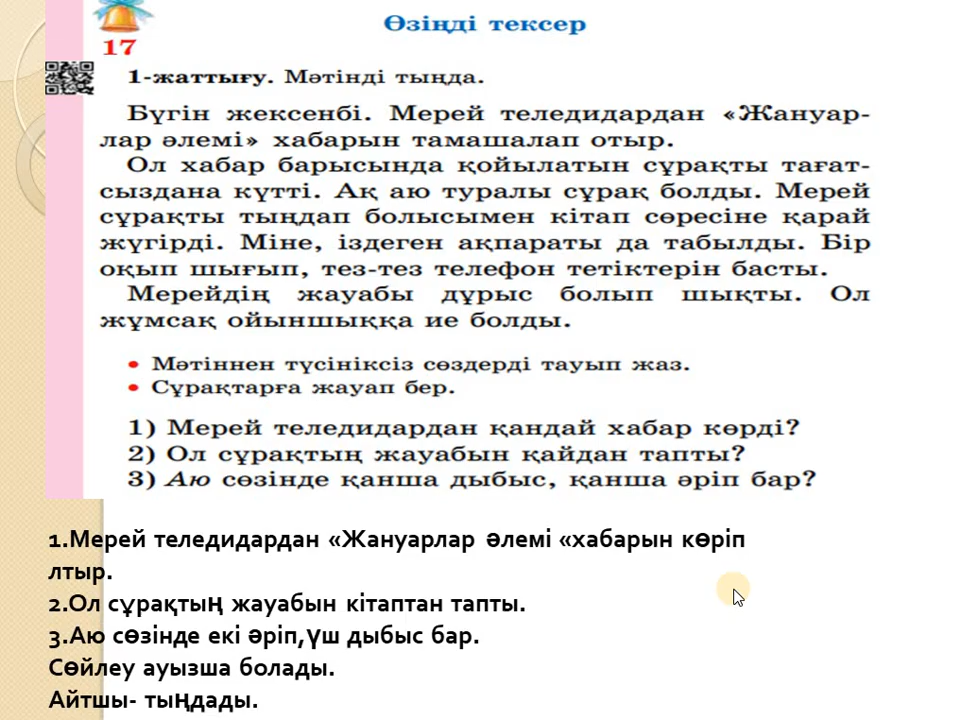 Өзіңді тексер
17
1-жаттығу. Мәтінді тыңда.
Бүгін жексенбі. Мерей теледидардан «Жануар-
лар әлемі» хабарын тамашалап отыр.
Ол хабар барысында қойылатын сұрақты тағат-
сыздана күтті. Ақ аю туралы сұрақ болды. Мерей
сұрақты тыңдап болысымен кітап сөресіне қарай
жүгірді. Міне, іздеген ақпараты да табылды. Бір
оқып шығып, тез-тез телефон тетіктерін басты.
Мерейдің жауабы дұрыс болып шықты. Ол
жұмсақ ойыншыққа ие болды.
• Мәтіннен түсініксіз сөздерді тауып жаз.
• Сұрақтарға жауап бер.
1) Мерей теледидардан қандай хабар көрді?
2) Ол сұрақтың жауабын қайдан тапты?
3) Аю сөзінде қанша дыбыс, қанша әріп бар?
1.Мерей теледидардан «Жануарлар әлемі «хабарын көріп
лтыр.
2.Ол сұрақтың жауабын кітаптан тапты.
3.Аю сөзінде екі әріп,үш дыбыс бар.
Сөйлеу ауызша болады.
Айтшы- тыңдады.